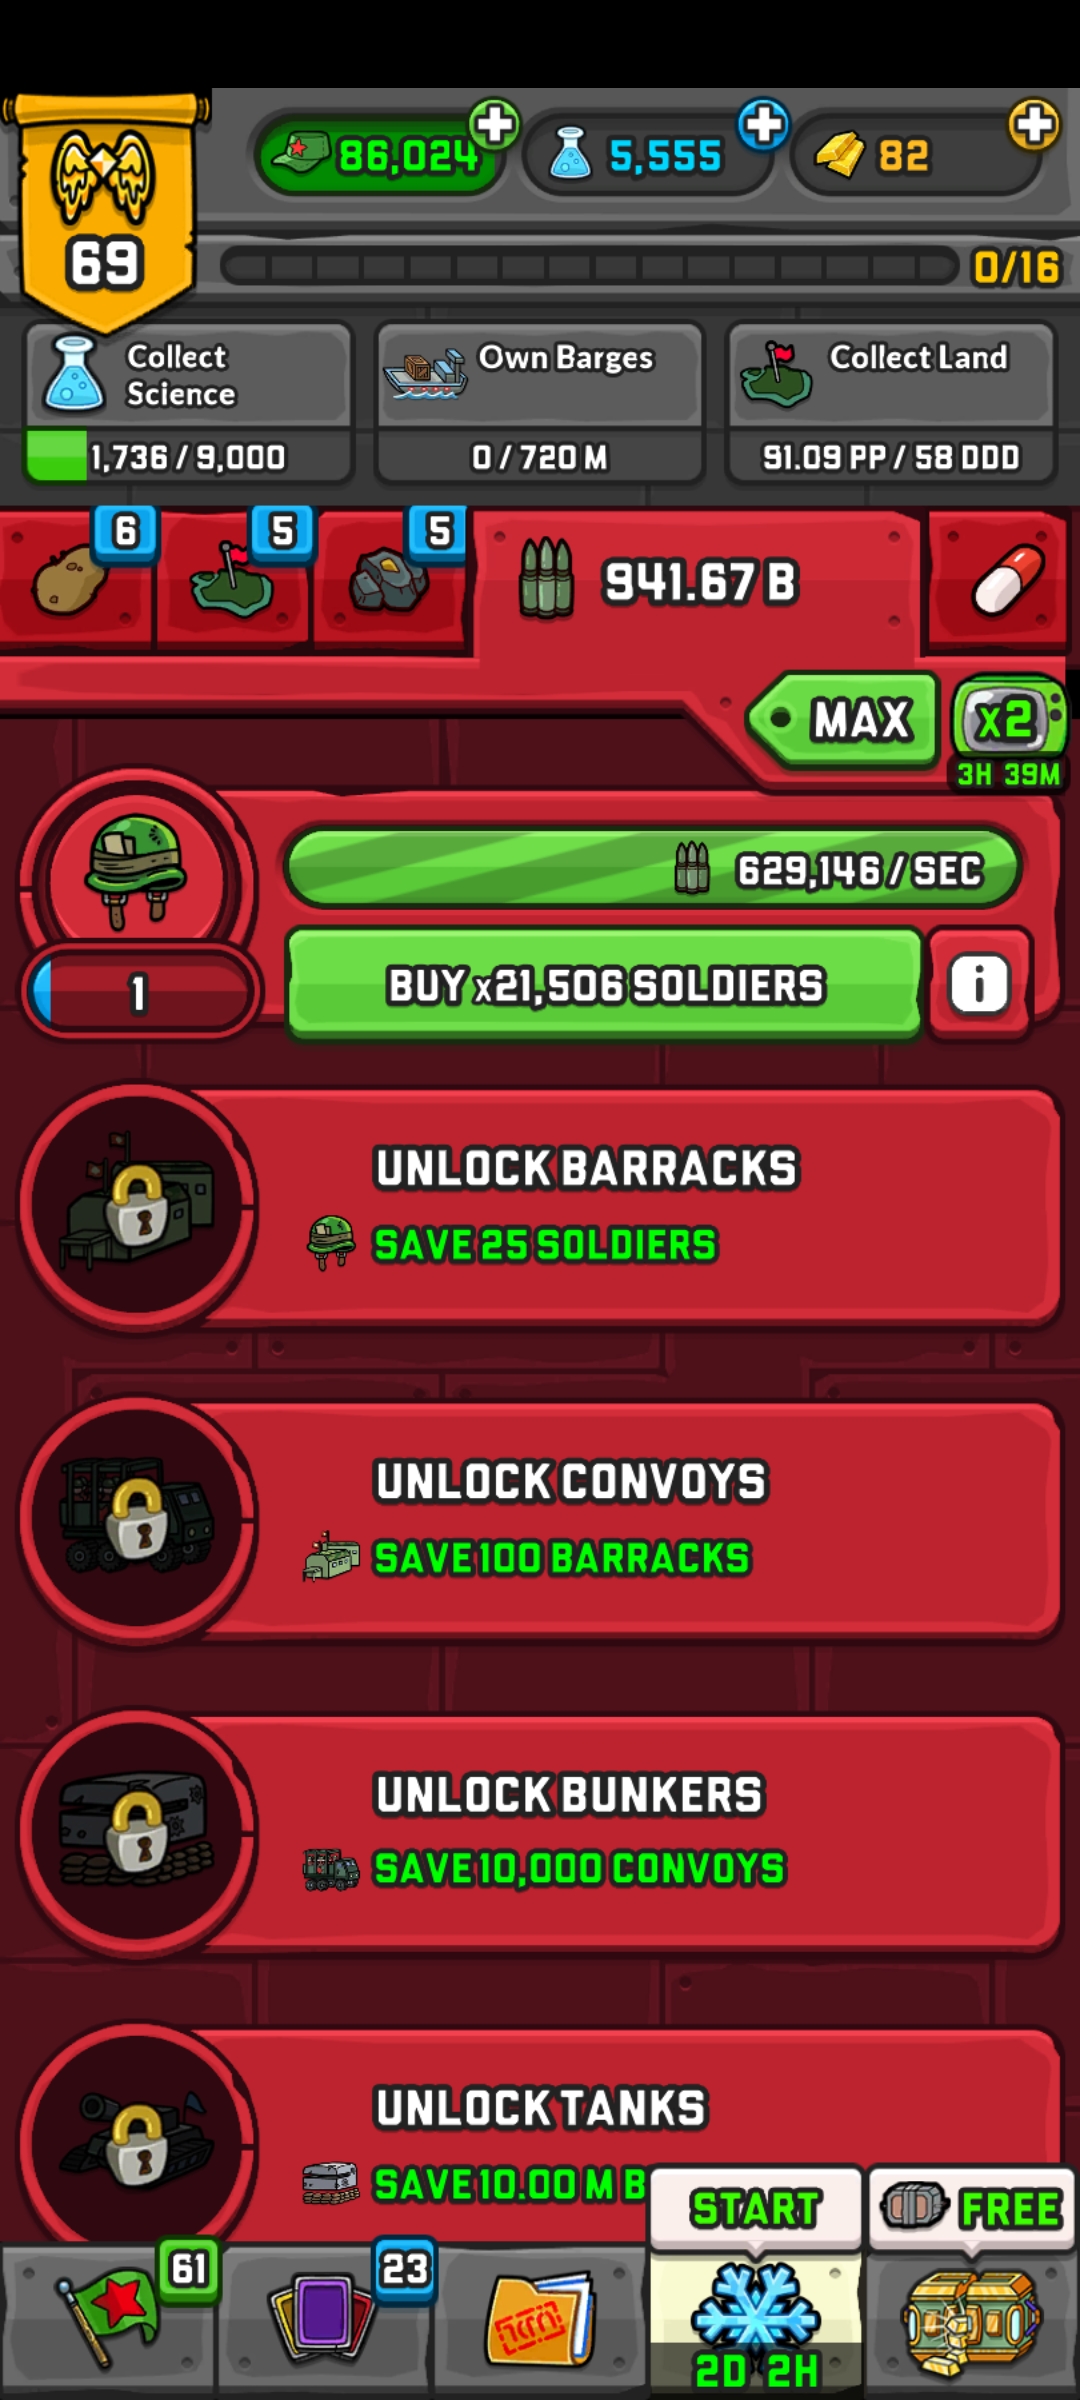 86,024
5,555
82
69
0/16
Collect
Science
1,736 / 9,000
Own Barges
0 / 720 M
Collect Land
91.09 PP / 58 DDD
6
5
5
941.67 B
MAX
x2
3H 39M
629,146 / SEC
1
BUY x21,506 SOLDIERS
i
UNLOCK BARRACKS
SAVE 25 SOLDIERS
UNLOCK CONVOYS
SAVE 100 BARRACKS
UNLOCK BUNKERS
SAVE 10,000 CONVOYS
UNLOCK TANKS
SAVE 10.00 M B
START
FREE
61
23
2D 2H